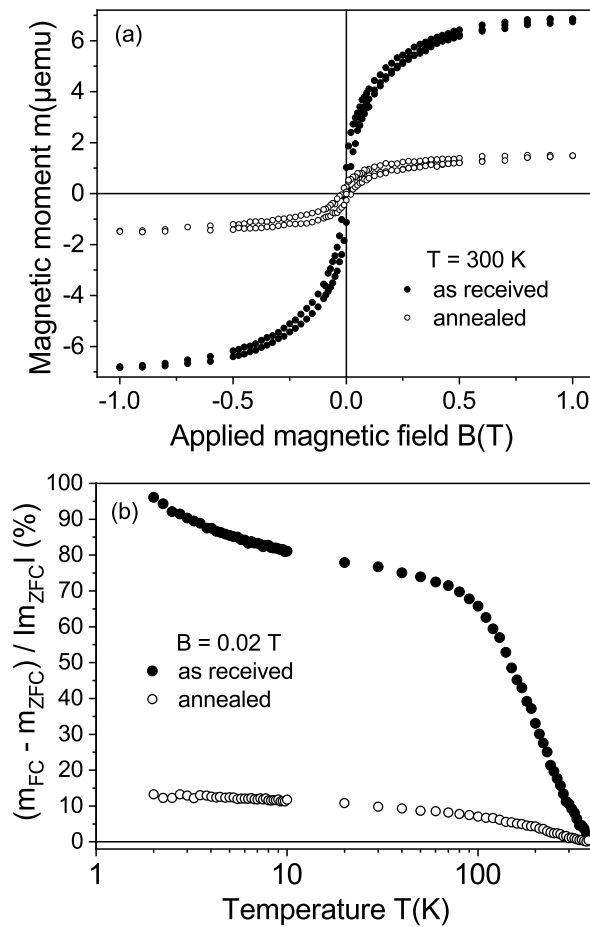 (a)
Magnetic moment m(μemu)
6
4
2
0
-2
-4
-6
T = 300 K
as received
annealed
-1.0 -0.5 0.0 0.5 1.0
Applied magnetic field B(T)
(b)
(m_FC - m_ZFC) / Im_ZFCI (%)
100
90
80
70
60
50
40
30
20
10
0
B = 0.02 T
as received
annealed
1 10 100
Temperature T(K)